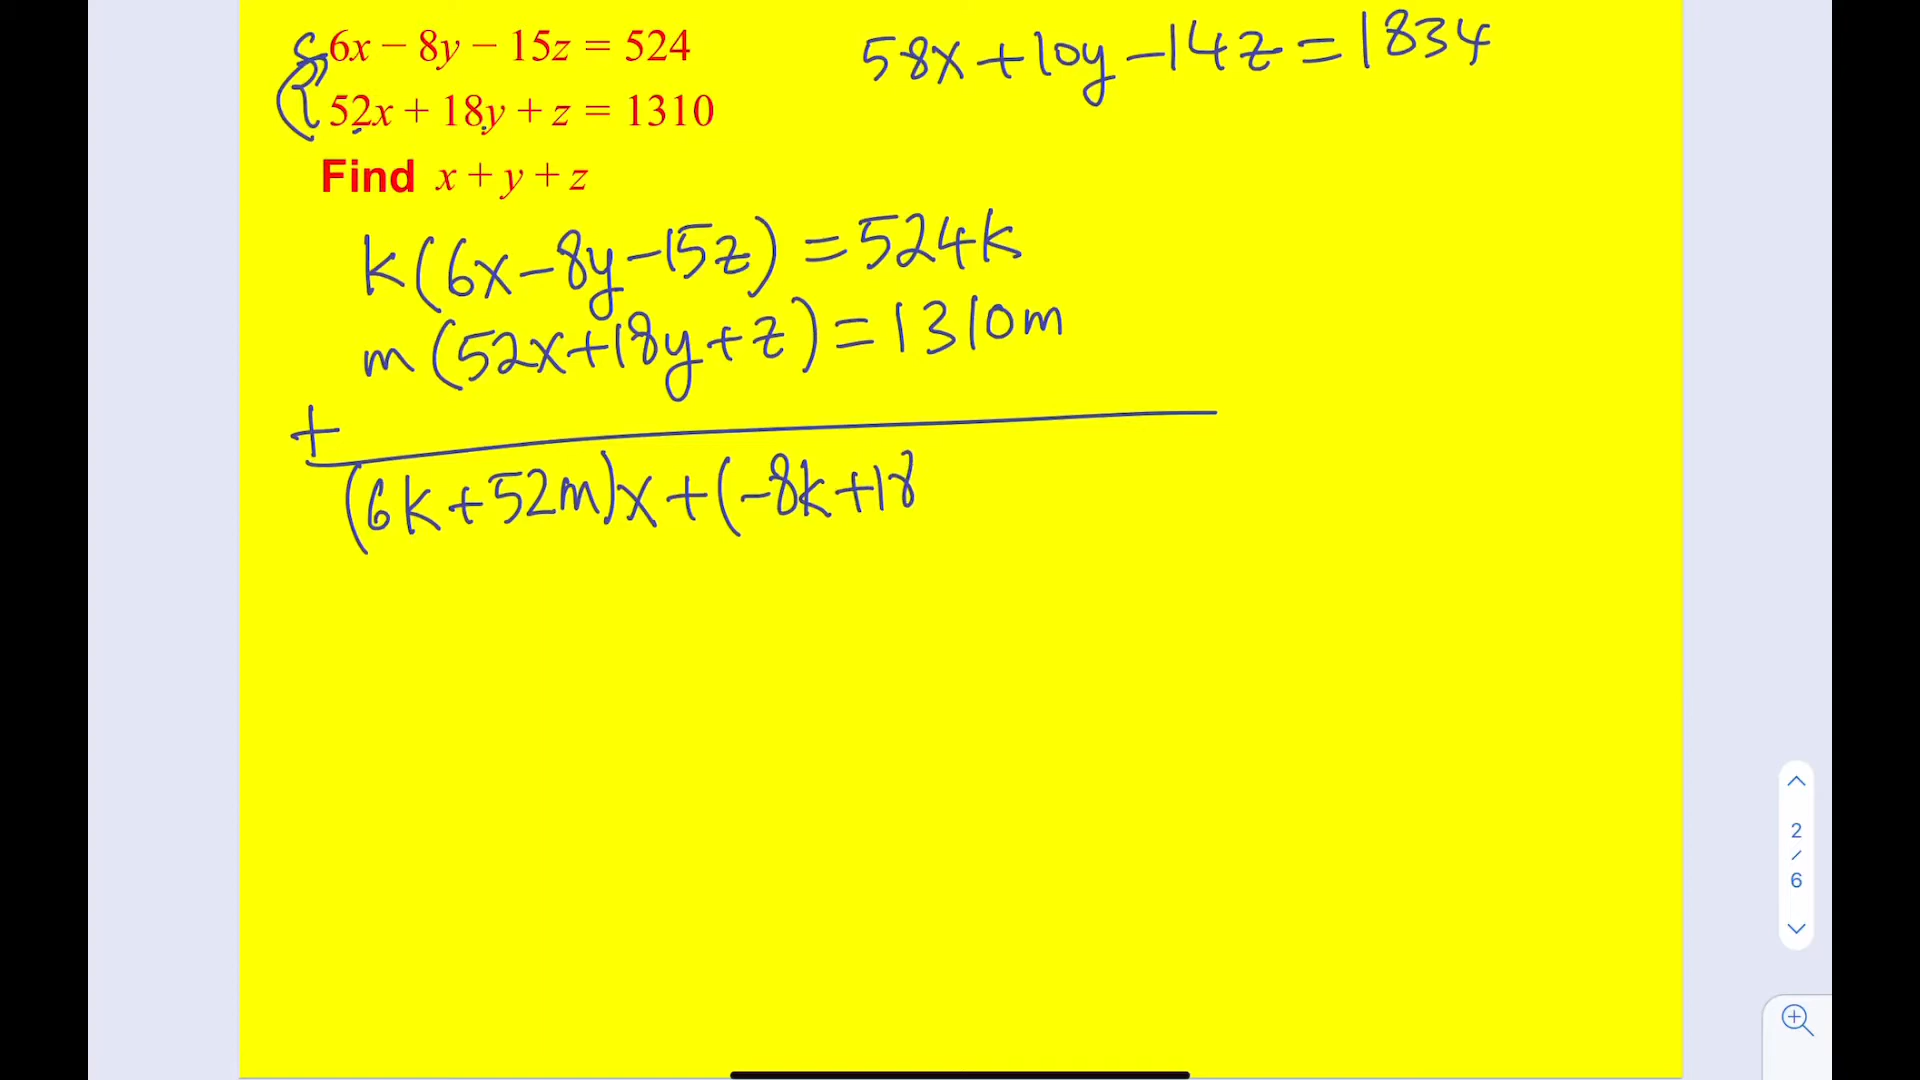 6x − 8y − 15z = 524
52x + 18y + z = 1310
Find x + y + z
58x + 10y - 14z = 1834
k(6x - 8y - 15z) = 524k
m(52x + 18y + z) = 1310m
+
(6k + 52m)x + (-8k + 18
2
/
6